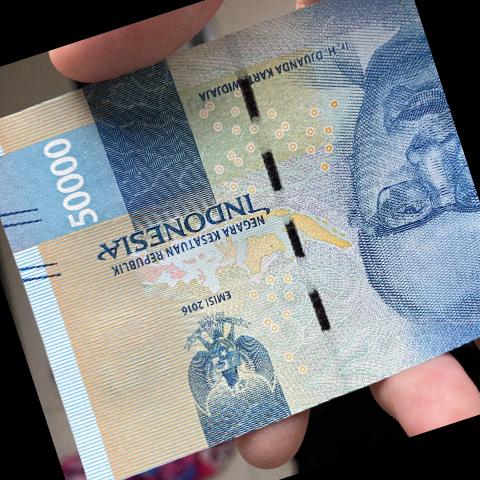 Ir. H. DJUANDA KARTAWIDJAJA
50000
NEGARA KESATUAN REPUBLIK
INDONESIA
EMISI 2016